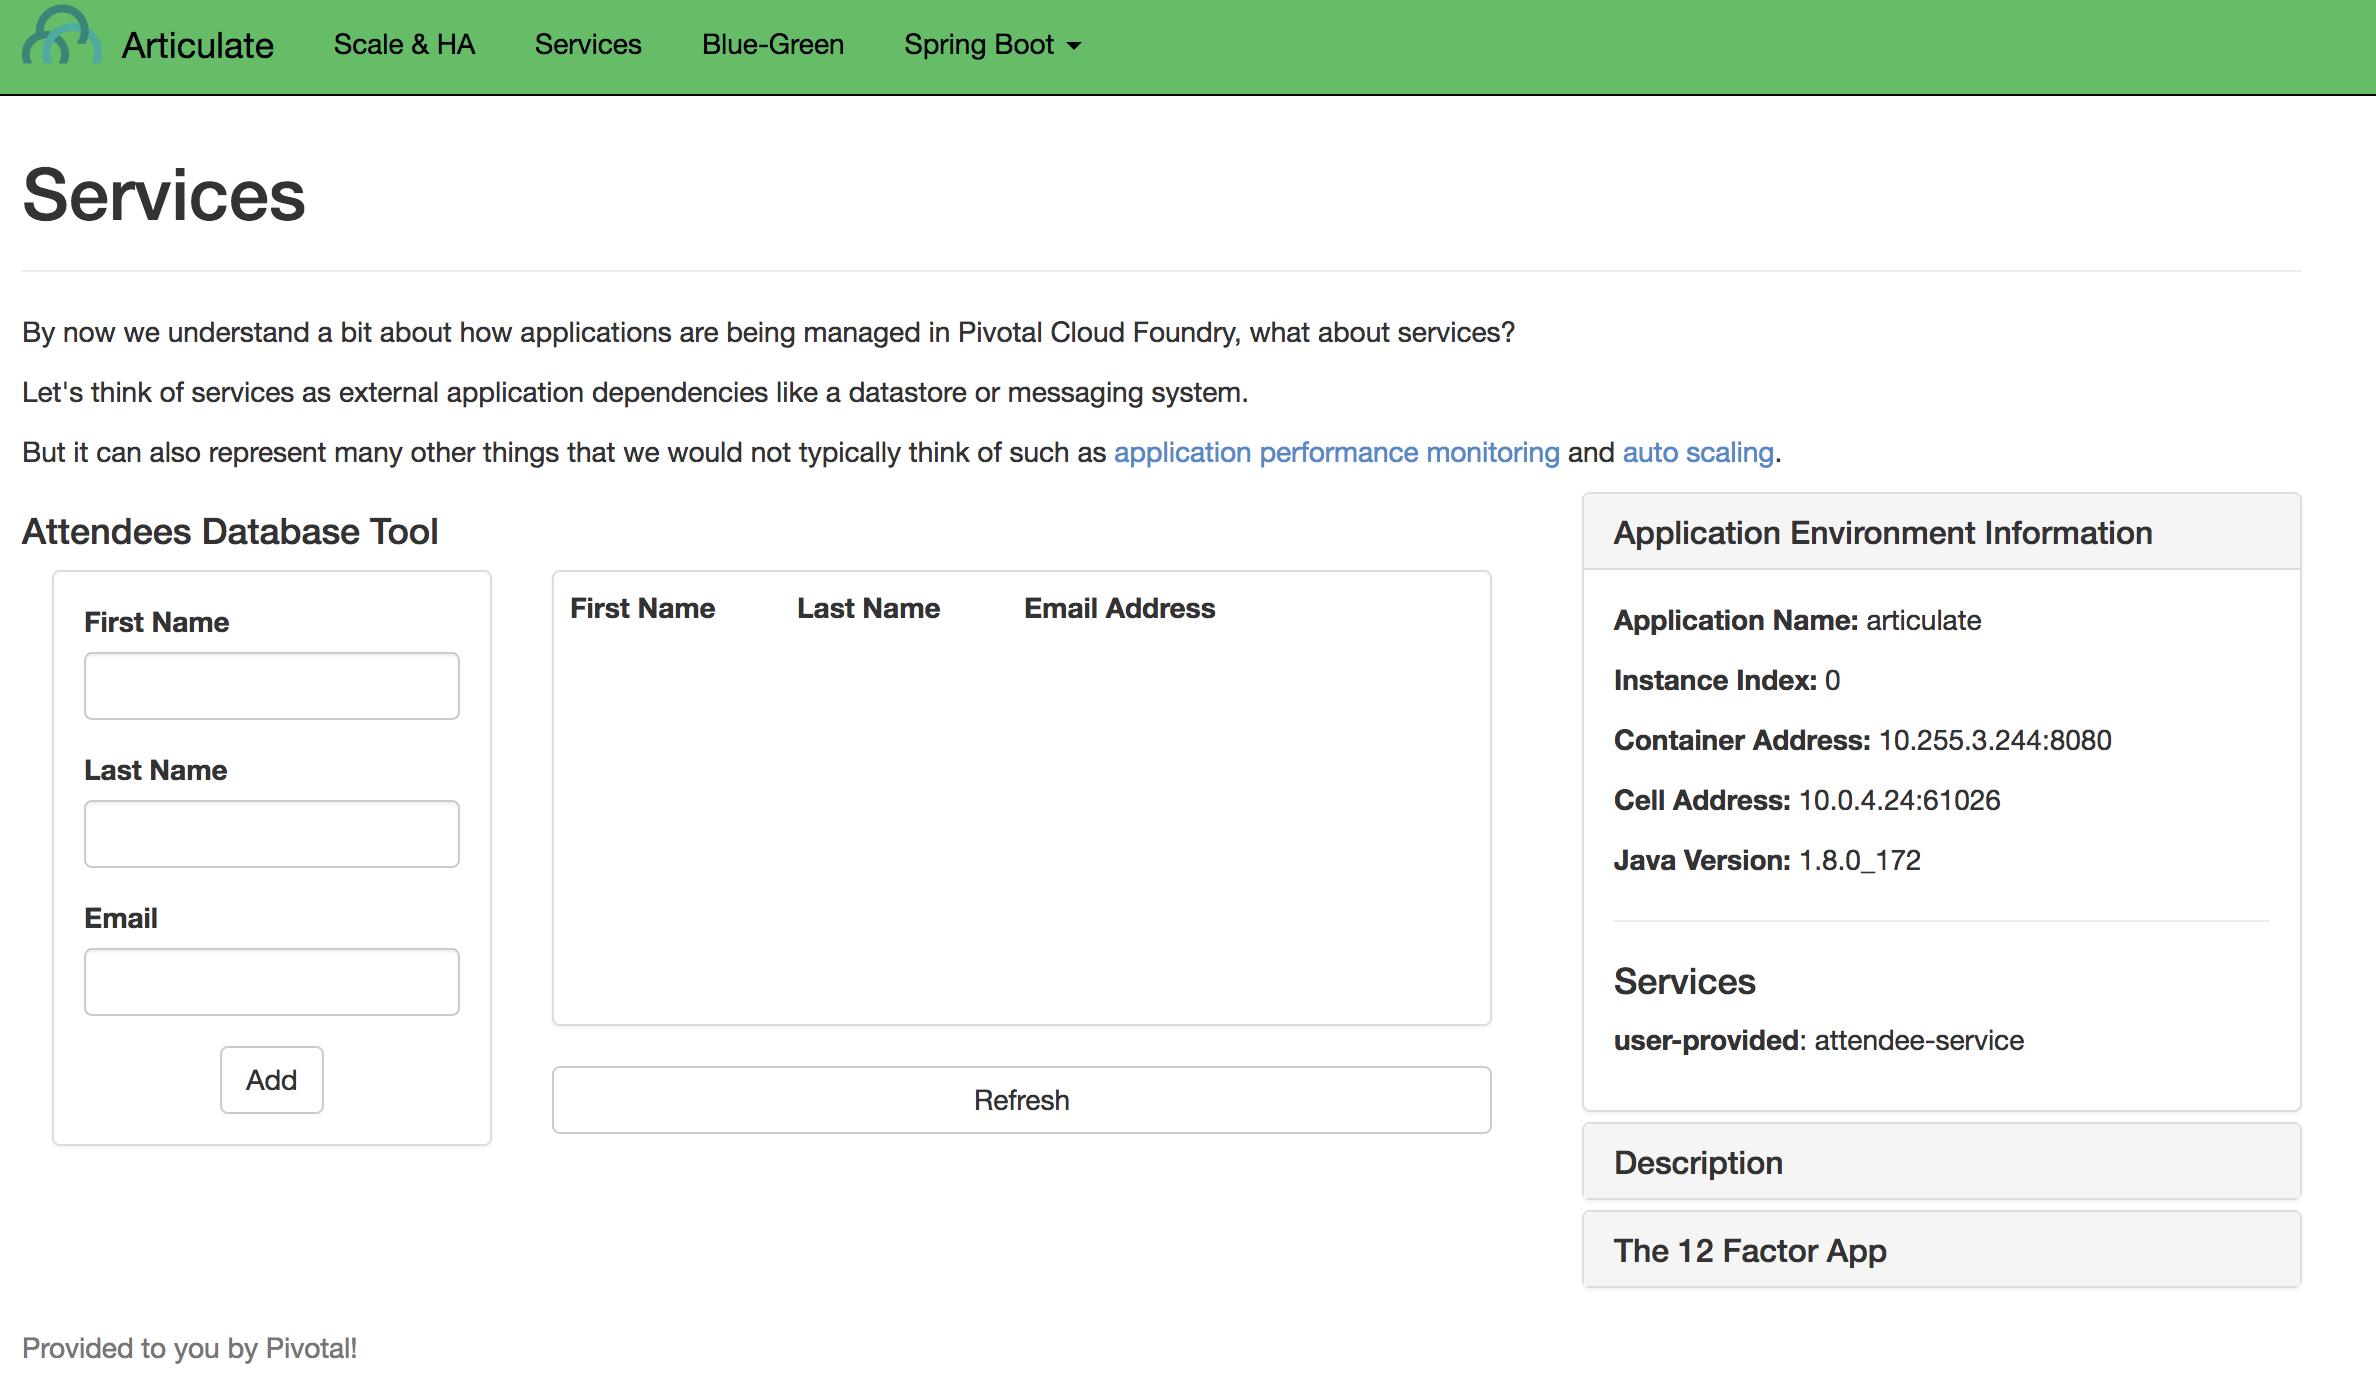 Articulate Scale & HA Services Blue-Green Spring Boot
Services
By now we understand a bit about how applications are being managed in Pivotal Cloud Foundry, what about services?
Let's think of services as external application dependencies like a datastore or messaging system.
But it can also represent many other things that we would not typically think of such as application performance monitoring and auto scaling.
Attendees Database Tool
First Name
Last Name
Email
Add
First Name Last Name Email Address
Refresh
Application Environment Information
Application Name: articulate
Instance Index: 0
Container Address: 10.255.3.244:8080
Cell Address: 10.0.4.24:61026
Java Version: 1.8.0_172
Services
user-provided: attendee-service
Description
The 12 Factor App
Provided to you by Pivotal!